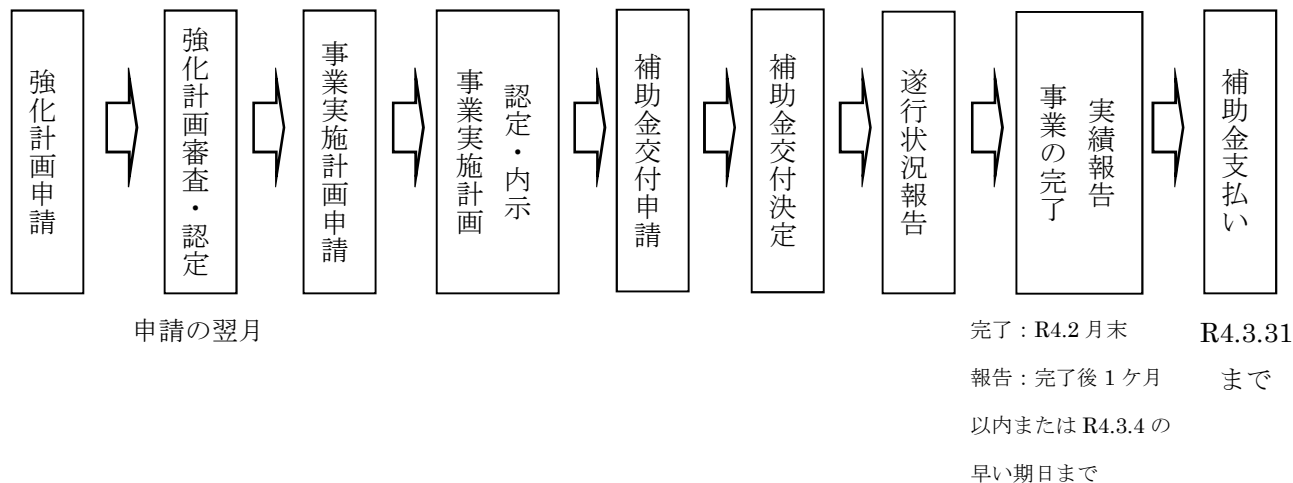 強化計画申請
強化計画審査・認定
事業実施計画申請
事業実施計画
認定・内示
補助金交付申請
補助金交付決定
遂行状況報告
事業の完了
実績報告
補助金支払い
申請の翌月
完了：R4.2 月末
報告：完了後 1 ケ月
以内または R4.3.4 の
早い期日まで
R4.3.31
まで